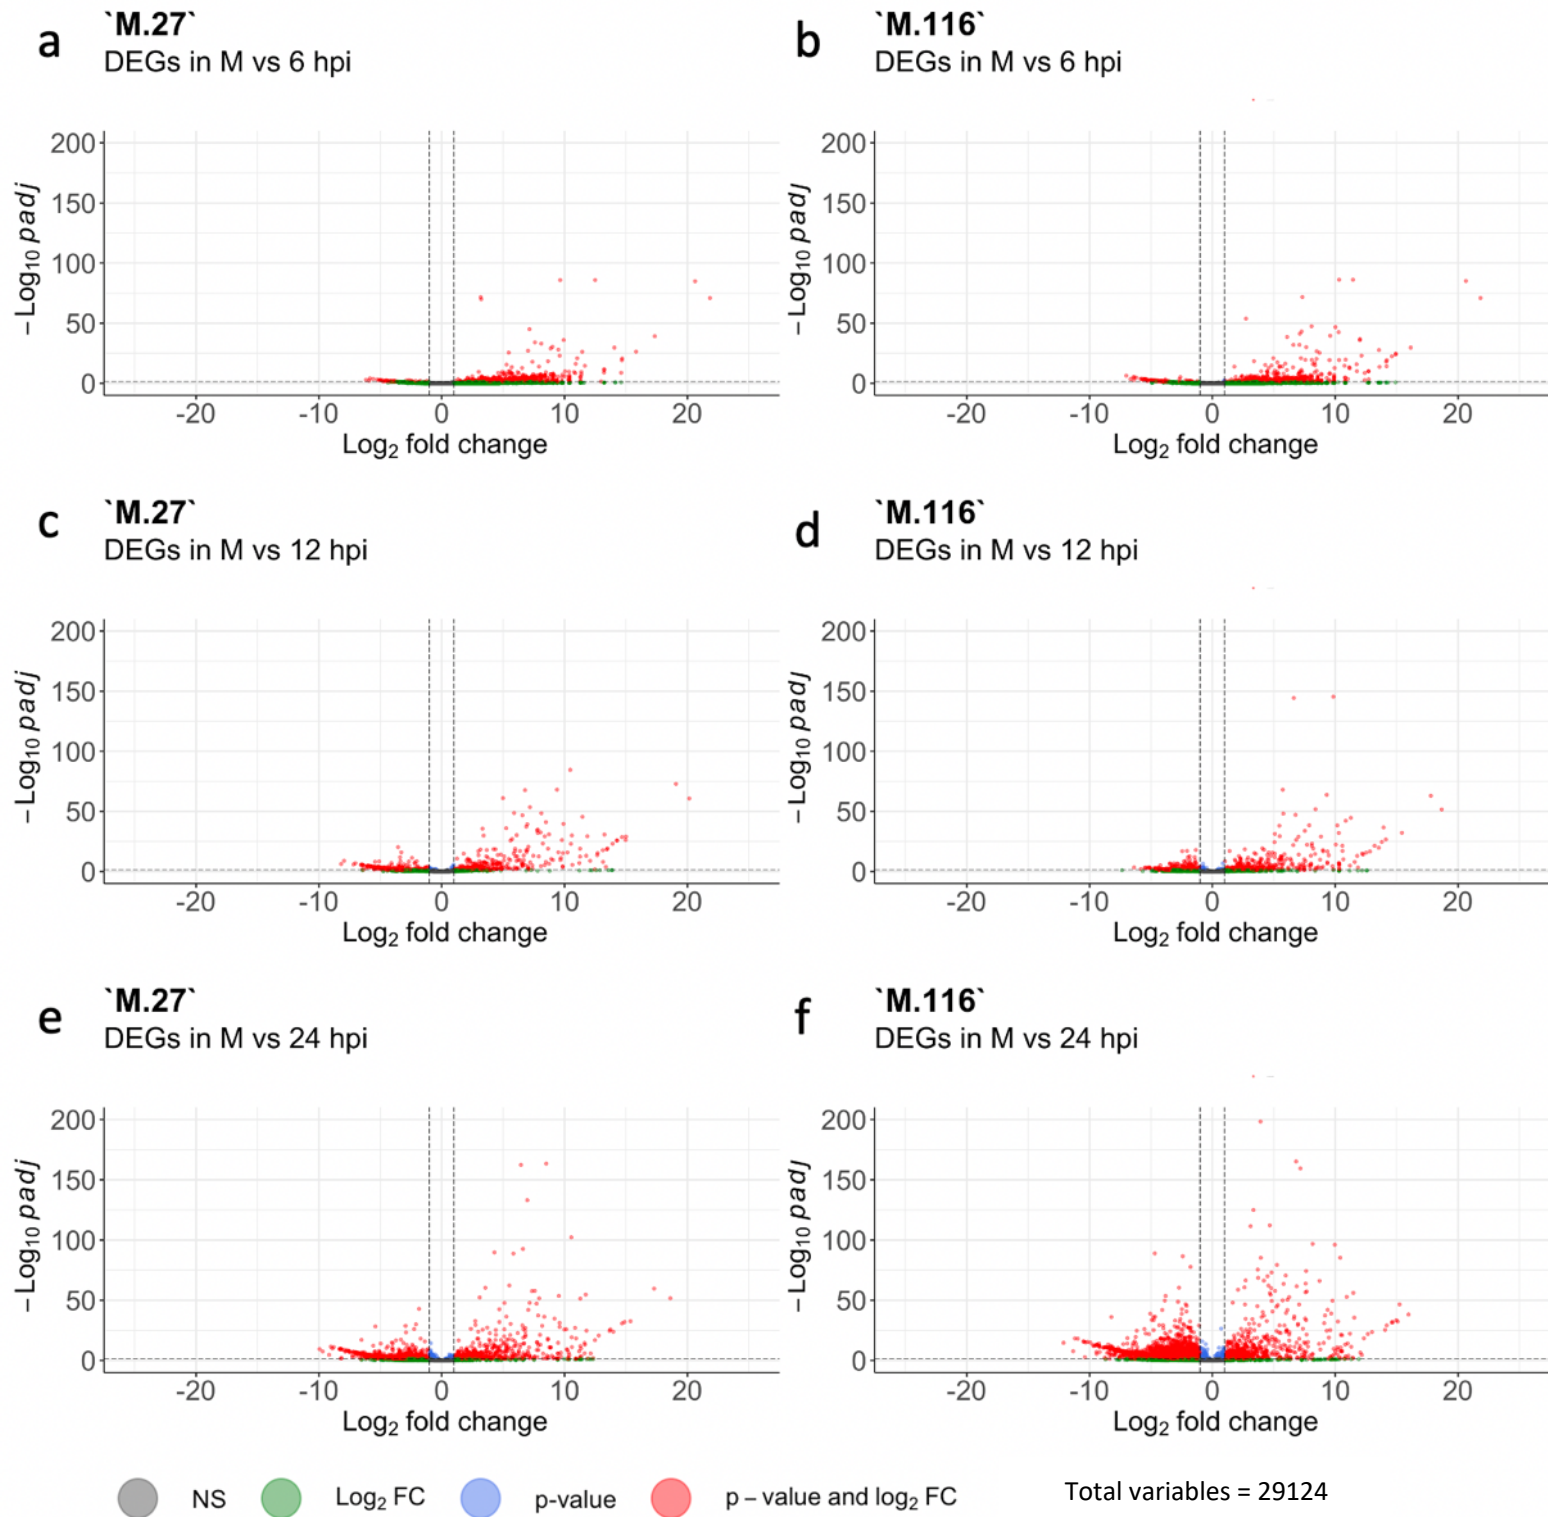 a
`M.27`
DEGs in M vs 6 hpi
200
150
100
50
0
−Log10 padj
-20 -10 0 10 20
Log2 fold change
b
`M.116`
DEGs in M vs 6 hpi
200
150
100
50
0
−Log10 padj
-20 -10 0 10 20
Log2 fold change
c
`M.27`
DEGs in M vs 12 hpi
200
150
100
50
0
−Log10 padj
-20 -10 0 10 20
Log2 fold change
d
`M.116`
DEGs in M vs 12 hpi
200
150
100
50
0
−Log10 padj
-20 -10 0 10 20
Log2 fold change
e
`M.27`
DEGs in M vs 24 hpi
200
150
100
50
0
−Log10 padj
-20 -10 0 10 20
Log2 fold change
f
`M.116`
DEGs in M vs 24 hpi
200
150
100
50
0
−Log10 padj
-20 -10 0 10 20
Log2 fold change
NS Log2 FC p-value p – value and log2 FC Total variables = 29124